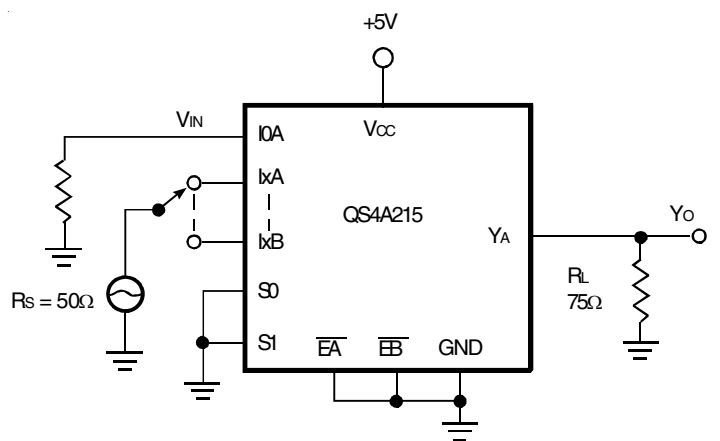 +5V
VIN
I0A
VCC
IxA
QS4A215
YA
YO
IxB
RS = 50Ω
S0
RL
75Ω
S1
EA
EB
GND